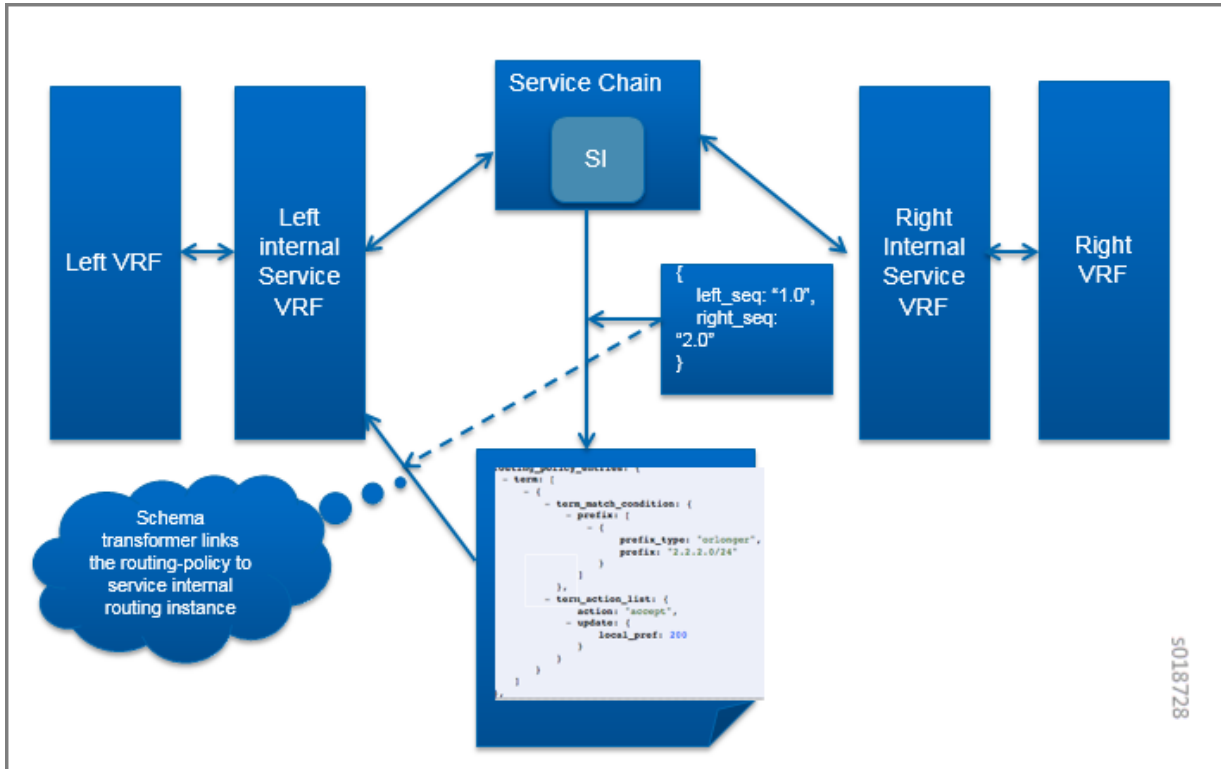 Service Chain
SI
Left VRF
Left
internal
Service
VRF
Right
Internal
Service
VRF
Right
VRF
{
left_seq: “1.0”,
right_seq:
“2.0”
}
Schema
transformer links
the routing-policy to
service internal
routing instance
routing_policy_entries: {
- term: [
- {
- term_match_condition: {
- prefix: [
- {
prefix_type: "orlonger",
prefix: "2.2.2.0/24"
}
]
},
- term_action_list: {
action: "accept",
- update: {
local_pref: 200
}
}
}
]
},
s018728